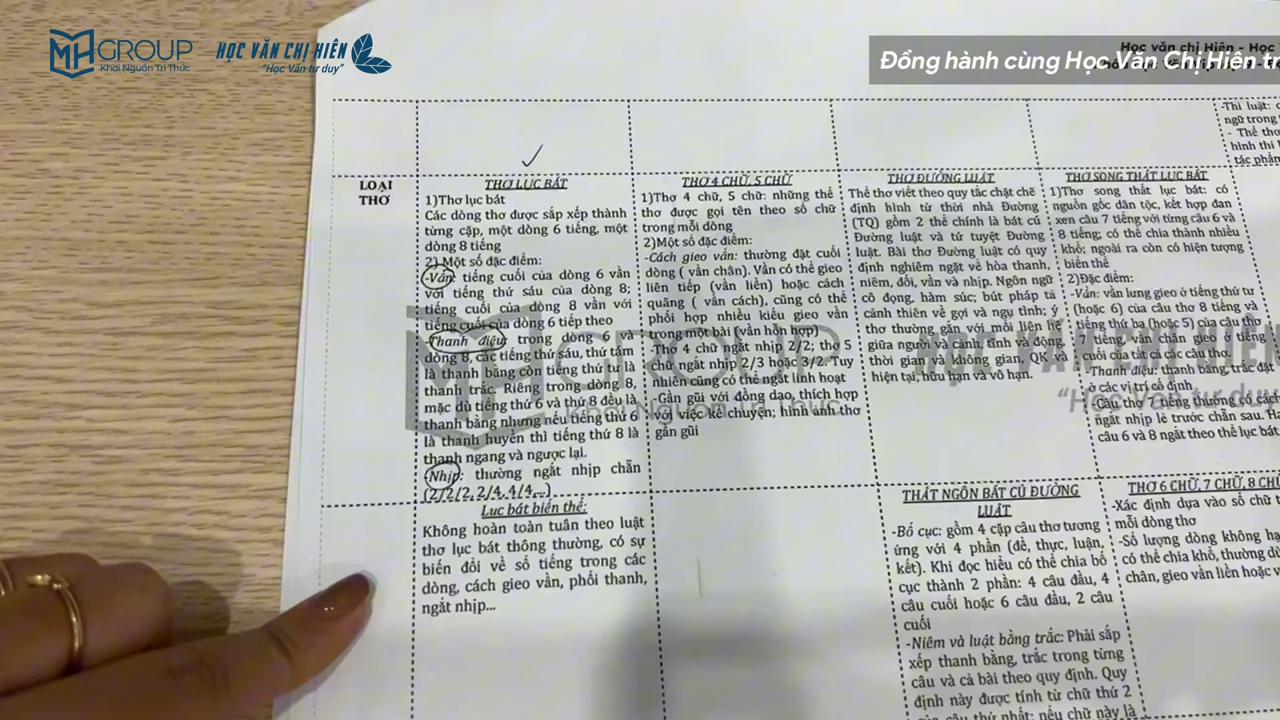 MH GROUP
Khơi Nguồn Tri Thức
HỌC VĂN CHỊ HIÊN
“Học Văn tư duy”
Học văn chị Hiên - Học
Đồng hành cùng Học Văn Chị Hiên tr
-Thi luật:
ngữ trong
- Thể thơ
hình thi
tác phẩm
LOẠI
THƠ
THƠ LỤC BÁT
1)Thơ lục bát
Các dòng thơ được sắp xếp thành
từng cặp, một dòng 6 tiếng, một
dòng 8 tiếng
2) Một số đặc điểm:
-Vần: tiếng cuối của dòng 6 vần
với tiếng thứ sáu của dòng 8;
tiếng cuối của dòng 8 vần với
tiếng cuối của dòng 6 tiếp theo
-Thanh điệu: trong dòng 6 và
dòng 8, các tiếng thứ sáu, thứ tám
là thanh bằng còn tiếng thứ tư là
thanh trắc. Riêng trong dòng 8,
mặc dù tiếng thứ 6 và thứ 8 đều là
thanh bằng nhưng nếu tiếng thứ 6
là thanh huyền thì tiếng thứ 8 là
thanh ngang và ngược lại.
-Nhịp: thường ngắt nhịp chẵn
(2/2/2, 2/4, 4/4,...)
THƠ 4 CHỮ, 5 CHỮ
1)Thơ 4 chữ, 5 chữ: những thể
thơ được gọi tên theo số chữ
trong mỗi dòng
2)Một số đặc điểm:
-Cách gieo vần: thường đặt cuối
dòng ( vần chân). Vần có thể gieo
liên tiếp (vần liền) hoặc cách
quãng ( vần cách), cũng có thể
phối hợp nhiều kiểu gieo vần
trong một bài (vần hỗn hợp)
-Thơ 4 chữ ngắt nhịp 2/2; thơ 5
chữ ngắt nhịp 2/3 hoặc 3/2. Tuy
nhiên cũng có thể ngắt linh hoạt
-Gần gũi với đồng dao, thích hợp
với việc kể chuyện; hình ảnh thơ
gần gũi
THƠ ĐƯỜNG LUẬT
Thể thơ viết theo quy tắc chặt chẽ
định hình từ thời nhà Đường
(TQ) gồm 2 thể chính là bát cú
Đường luật và tứ tuyệt Đường
luật. Bài thơ Đường luật có quy
định nghiêm ngặt về hòa thanh,
niêm, đối, vần và nhịp. Ngôn ngữ
cô đọng, hàm súc; bút pháp tả
cảnh thiên về gợi và ngụ tình; ý
thơ thường gắn với mối liên hệ
giữa người và cảnh, tĩnh và động,
thời gian và không gian, QK và
hiện tại, hữu hạn và vô hạn.
THƠ SONG THẤT LỤC BÁT
1)Thơ song thất lục bát: có
nguồn gốc dân tộc, kết hợp đan
xen câu 7 tiếng với từng câu 6 và
8 tiếng; có thể chia thành nhiều
khổ; ngoài ra còn có hiện tượng
biến thể
2)Đặc điểm:
-Vần: vần lưng gieo ở tiếng thứ tư
(hoặc 6) của câu thơ 8 tiếng và
tiếng thứ ba (hoặc 5) của câu thơ
7 tiếng, vần chân gieo ở tiếng
cuối của tất cả các câu thơ.
-Thanh điệu: thanh bằng, trắc đặt
ở các vị trí cố định
-Câu thơ 7 tiếng thường có cách
ngắt nhịp lẻ trước chẵn sau.
câu 6 và 8 ngắt theo thể lục bát
Lục bát biến thể:
Không hoàn toàn tuân theo luật
thơ lục bát thông thường, có sự
biến đổi về số tiếng trong các
dòng, cách gieo vần, phối thanh,
ngắt nhịp...
THẤT NGÔN BÁT CÚ ĐƯỜNG
LUẬT
-Bố cục: gồm 4 cặp câu thơ tương
ứng với 4 phần (đề, thực, luận,
kết). Khi đọc hiểu có thể chia bố
cục thành 2 phần: 4 câu đầu, 4
câu cuối hoặc 6 câu đầu, 2 câu
cuối
-Niêm và luật bằng trắc: Phải sắp
xếp thanh bằng, trắc trong từng
câu và cả bài theo quy định. Quy
định này được tính từ chữ thứ 2
của câu thứ nhất; nếu chữ này là
THƠ 6 CHỮ, 7 CHỮ, 8 CHỮ
-Xác định dựa vào số chữ
mỗi dòng thơ
-Số lượng dòng không
có thể chia khổ, thường
chân, gieo vần liền hoặc
MH GROUP
Khơi Nguồn Tri Thức
HỌC VĂN CHỊ HIÊN
“Học Văn tư duy